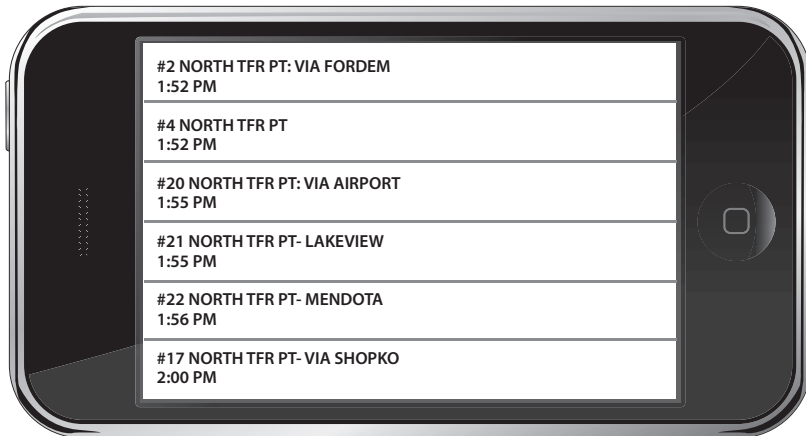 #2 NORTH TFR PT: VIA FORDEM
1:52 PM
#4 NORTH TFR PT
1:52 PM
#20 NORTH TFR PT: VIA AIRPORT
1:55 PM
#21 NORTH TFR PT- LAKEVIEW
1:55 PM
#22 NORTH TFR PT- MENDOTA
1:56 PM
#17 NORTH TFR PT- VIA SHOPKO
2:00 PM